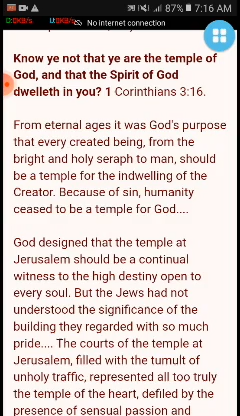 0:0KB/s
U:0KB/s
87%
7:16 AM
No internet connection
Know ye not that ye are the temple of
God, and that the Spirit of God
dwelleth in you? 1 Corinthians 3:16.
From eternal ages it was God's purpose
that every created being, from the
bright and holy seraph to man, should
be a temple for the indwelling of the
Creator. Because of sin, humanity
ceased to be a temple for God....
God designed that the temple at
Jerusalem should be a continual
witness to the high destiny open to
every soul. But the Jews had not
understood the significance of the
building they regarded with so much
pride.... The courts of the temple at
Jerusalem, filled with the tumult of
unholy traffic, represented all too truly
the temple of the heart, defiled by the
presence of sensual passion and